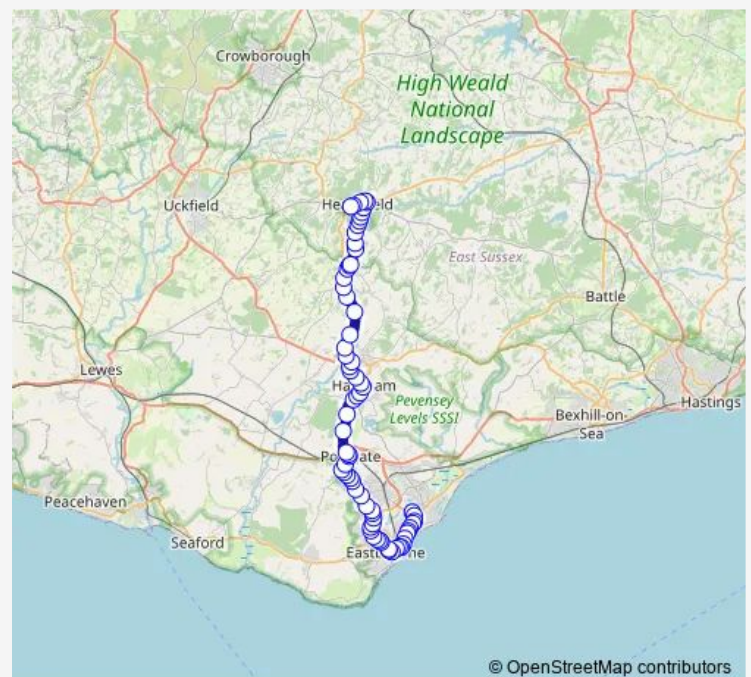 Crowborough
High Weald
National
Landscape
Uckfield
East Sussex
Battle
Lewes
Pevensey
Levels SSSI
Hastings
Bexhill-on-
Sea
Peacehaven
Seaford
© OpenStreetMap contributors